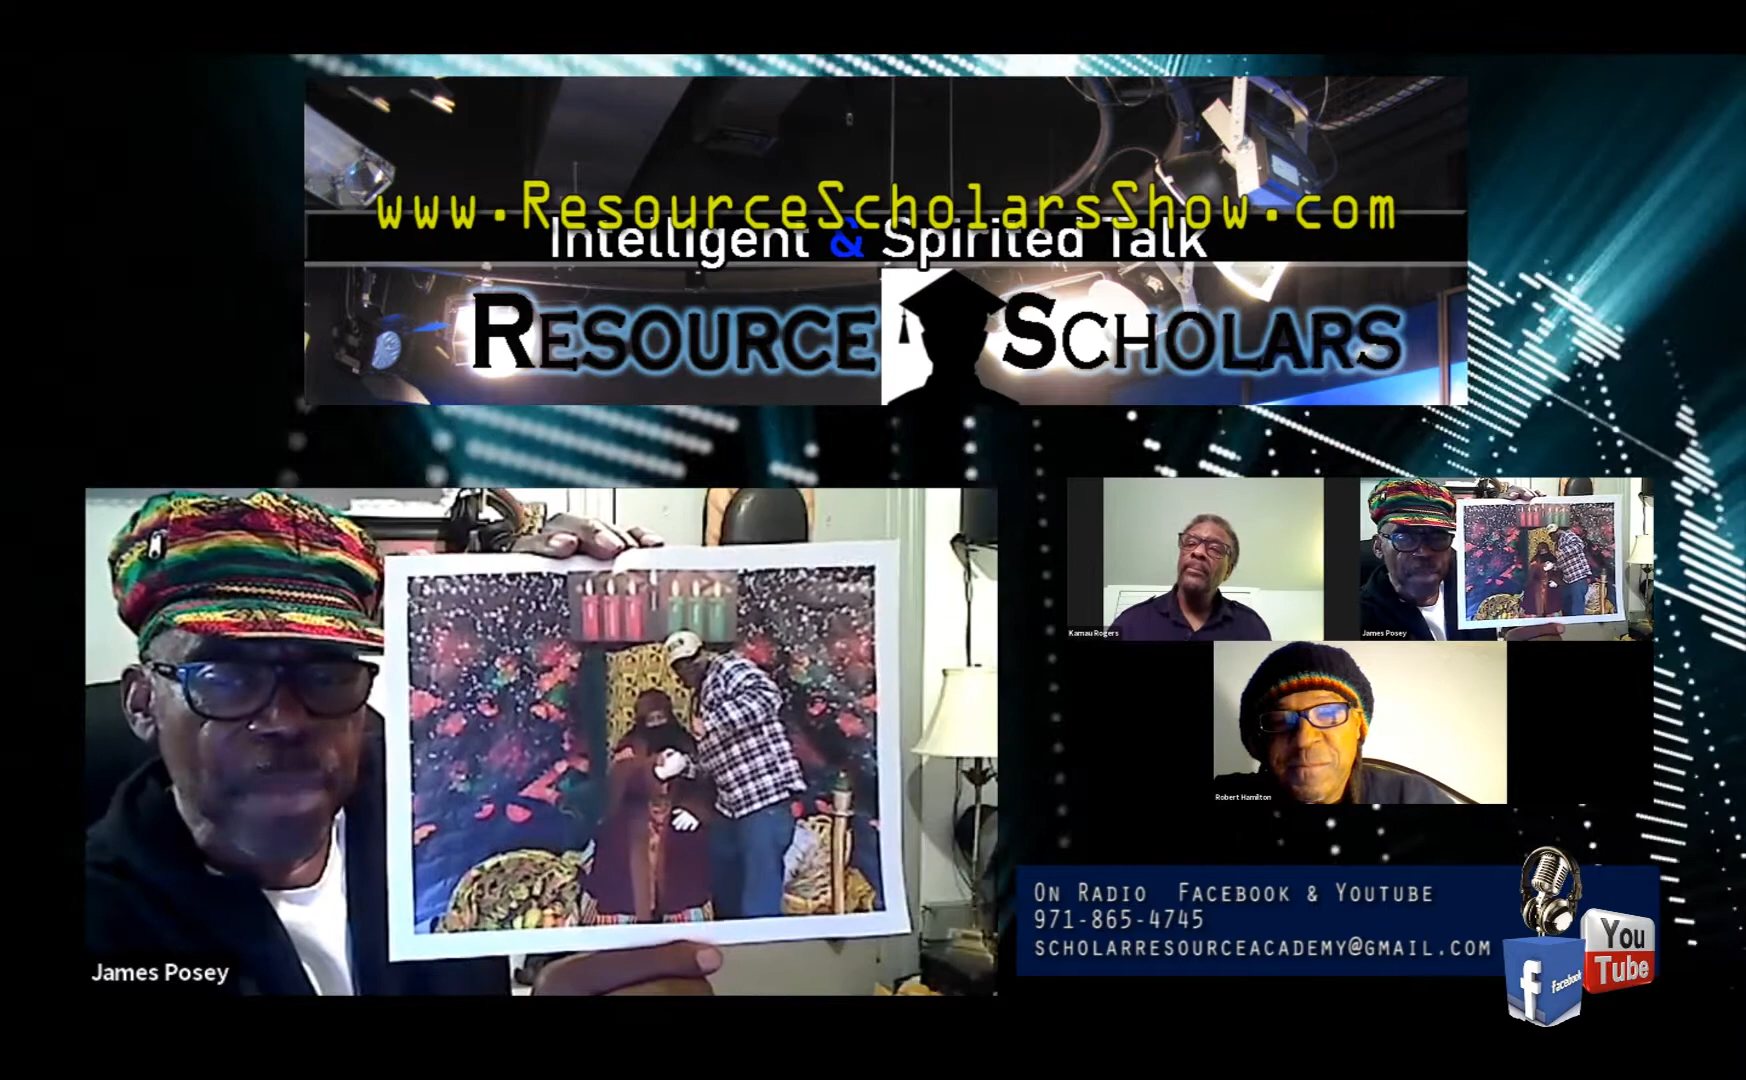 www.ResourceScholarsShow.com
Intelligent & Spirited Talk
RESOURCE SCHOLARS
Kamau Rogers
James Posey
Robert Hamilton
James Posey
ON RADIO FACEBOOK & YOUTUBE
971-865-4745
SCHOLARRESOURCEACADEMY@GMAIL.COM
You
Tube
f
facebook